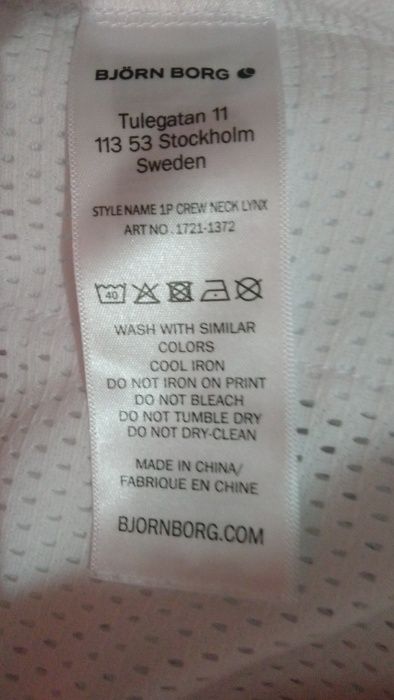 BJÖRN BORG
Tulegatan 11
113 53 Stockholm
Sweden
STYLE NAME 1P CREW NECK LYNX
ART NO. 1721-1372
40
WASH WITH SIMILAR
COLORS
COOL IRON
DO NOT IRON ON PRINT
DO NOT BLEACH
DO NOT TUMBLE DRY
DO NOT DRY-CLEAN
MADE IN CHINA/
FABRIQUE EN CHINE
BJORNBORG.COM